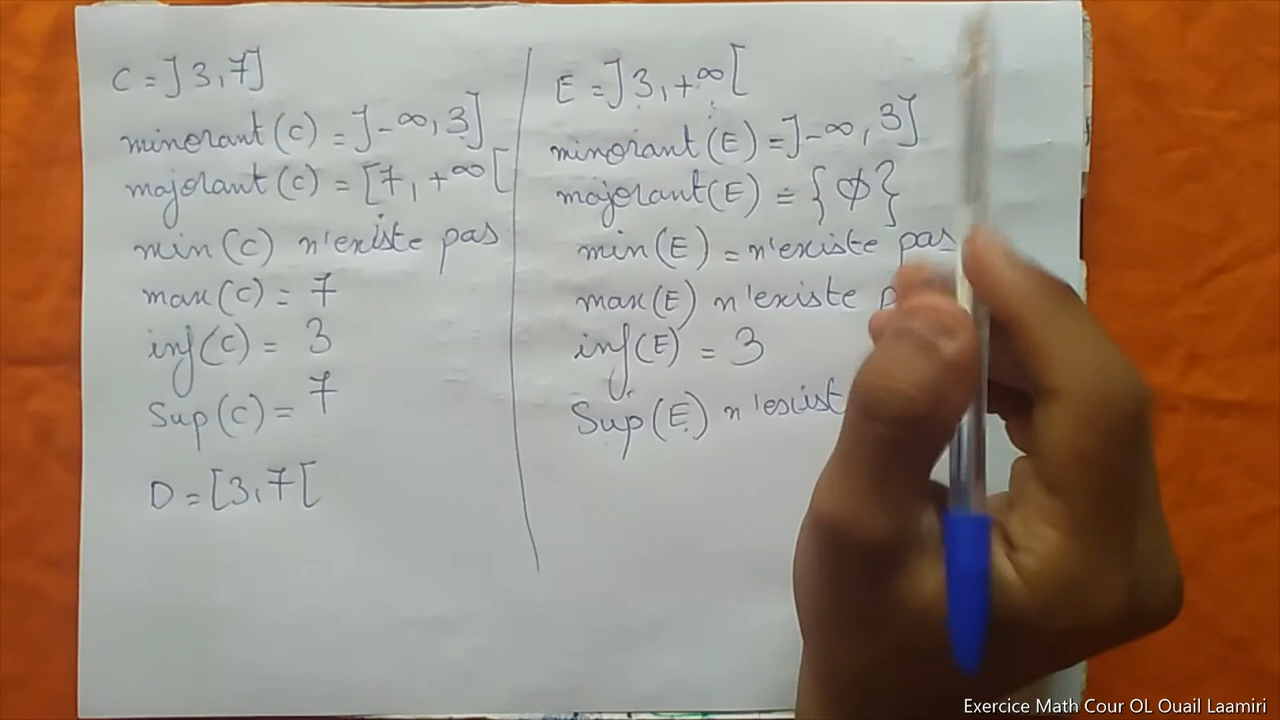 C = ]3, 7]
minorant(C) = ]-∞, 3]
majorant(C) = [7, +∞[
min(C) n'existe pas
max(C) = 7
inf(C) = 3
Sup(C) = 7
D = [3, 7[
E = ]3, +∞[
minorant(E) = ]-∞, 3]
majorant(E) = {∅}
min(E) = n'existe pas
max(E) n'existe
inf(E) = 3
Sup(E)
Exercice Math Cour OL Ouail Laamiri